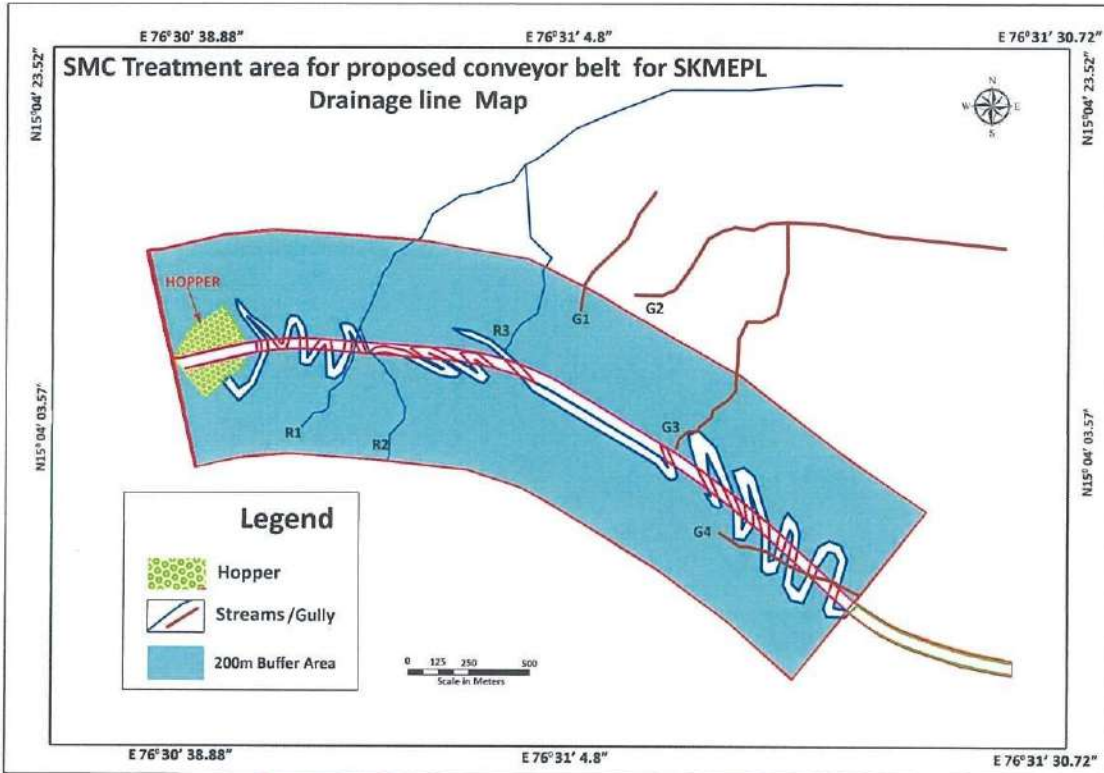 E 76°30' 38.88"
E 76°31' 4.8"
E 76°31' 30.72"
N15°04' 23.52"
N15°04' 23.52"
SMC Treatment area for proposed conveyor belt for SKMEPL
Drainage line Map
N
W
E
S
HOPPER
G1
G2
R3
N15° 04' 03.57"
N15° 04' 03.57"
R1
R2
G3
G4
Legend
Hopper
Streams/Gully
200m Buffer Area
0 125 250 500
Scale in Meters
E 76°30' 38.88"
E 76°31' 4.8"
E 76°31' 30.72"